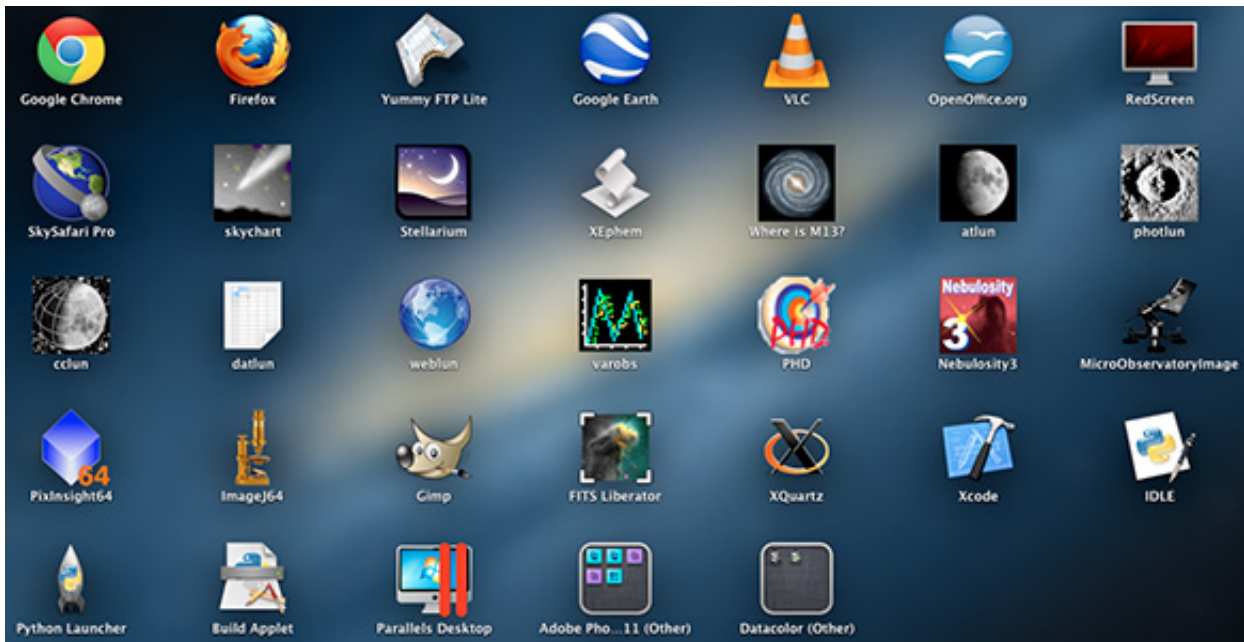 Google Chrome
Firefox
Yummy FTP Lite
Google Earth
VLC
OpenOffice.org
RedScreen
SkySafari Pro
skychart
Stellarium
XEphem
Where is M13?
atlun
photlun
cclun
datlun
weblun
varobs
PHD
PHD
Nebulosity
3
Nebulosity3
MicroObservatoryImage
64
PixInsight64
ImageJ64
Gimp
FITS Liberator
XQuartz
Xcode
IDLE
Python Launcher
Build Applet
Parallels Desktop
Adobe Pho...11 (Other)
Datacolor (Other)